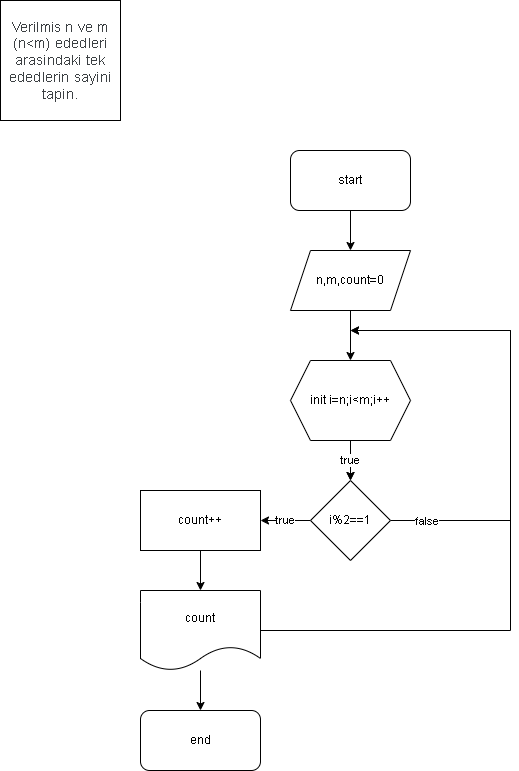 Verilmis n ve m
(n<m) ededleri
arasindaki tek
ededlerin sayini
tapin.
start
n,m,count=0
init i=n;i<m;i++
true
i%2==1
true
false
count++
count
end